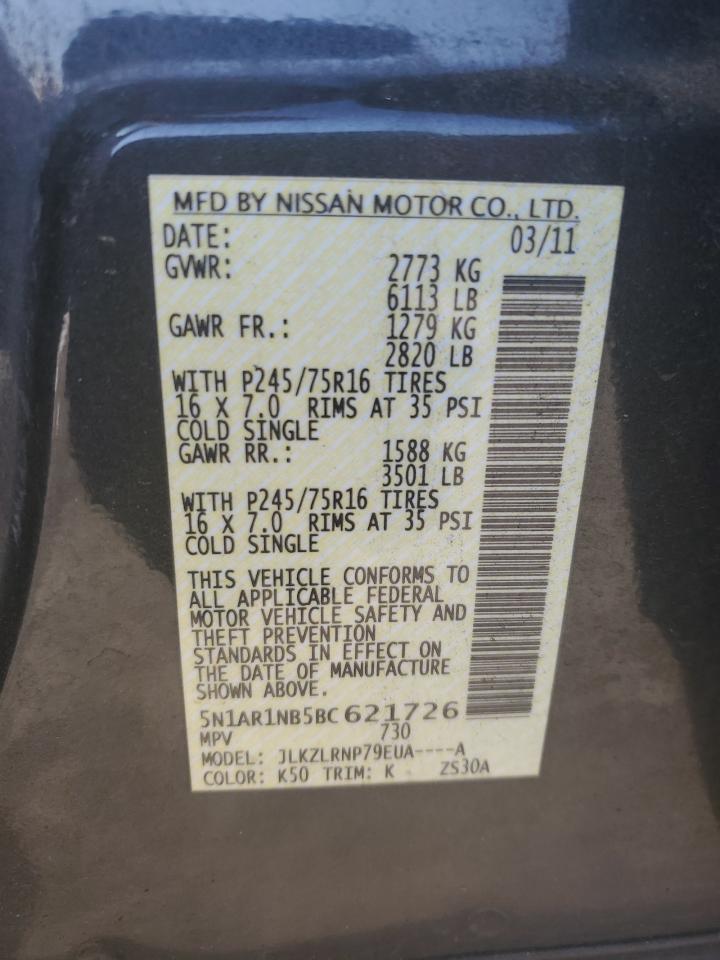 MFD BY NISSAN MOTOR CO., LTD.
DATE: 03/11
GVWR: 2773 KG
6113 LB
GAWR FR.: 1279 KG
2820 LB
WITH P245/75R16 TIRES
16 X 7.0 RIMS AT 35 PSI
COLD SINGLE
GAWR RR.: 1588 KG
3501 LB
WITH P245/75R16 TIRES
16 X 7.0 RIMS AT 35 PSI
COLD SINGLE
THIS VEHICLE CONFORMS TO
ALL APPLICABLE FEDERAL
MOTOR VEHICLE SAFETY AND
THEFT PREVENTION
STANDARDS IN EFFECT ON
THE DATE OF MANUFACTURE
SHOWN ABOVE.
5N1AR1NB5BC621726
MPV 730
MODEL: JLKZLRNP79EUA----A
COLOR: K50 TRIM: K ZS30A